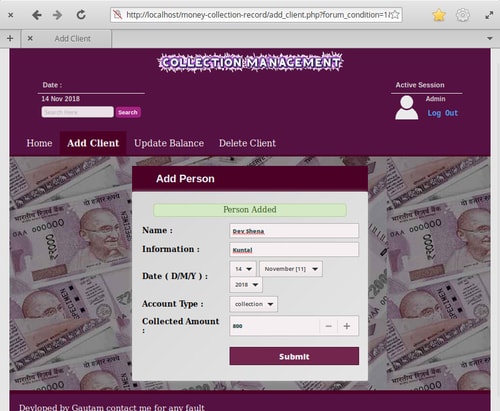 http://localhost/money-collection-record/add_client.php?forum_condition=1/
Add Client
COLLECTION MANAGEMENT
Date :
Active Session
14 Nov 2018
Admin
Search Here
Search
Log Out
Home
Add Client
Update Balance
Delete Client
Add Person
Person Added
Name :
Dev Shena
Information :
Kuntal
Date ( D/M/Y ) :
14
November [11]
2018
Account Type :
collection
Collected Amount :
800
Submit
Devloped by Gautam contact me for any fault